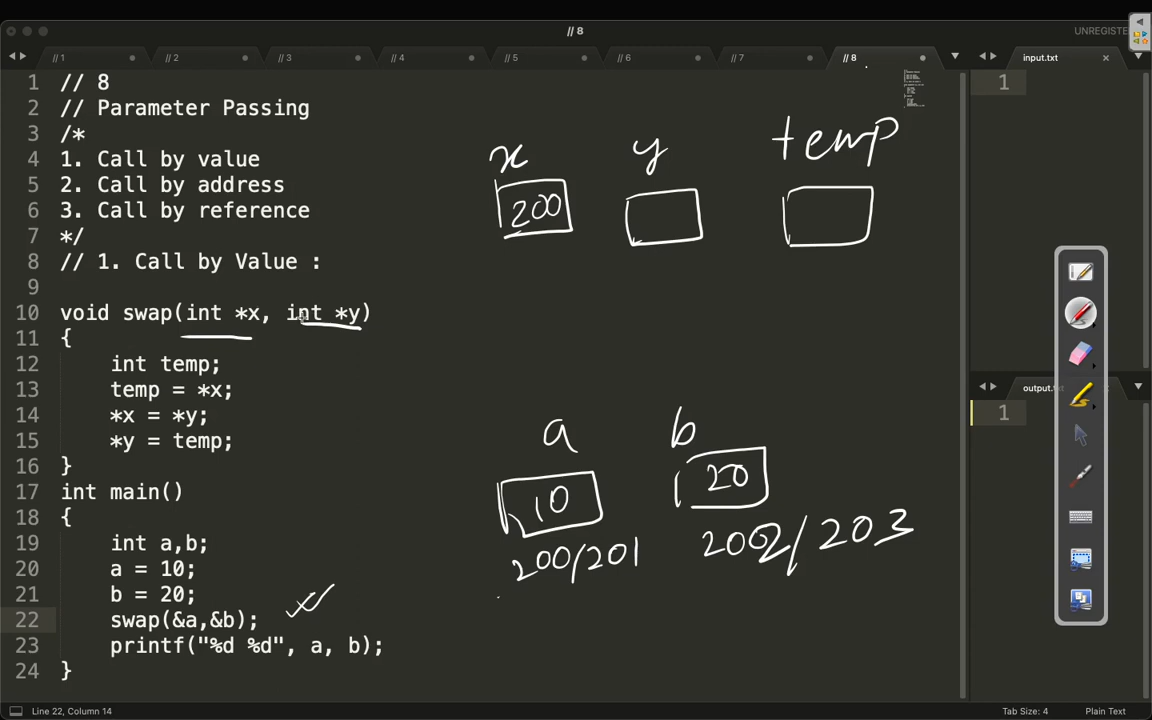 // 8
UNREGISTE
// 1
// 2
// 3
// 4
// 5
// 6
// 7
// 8
input.txt
1 // 8
2 // Parameter Passing
3 /*
4 1. Call by value
5 2. Call by address
6 3. Call by reference
7 */
8 // 1. Call by Value :
9
10 void swap(int *x, int *y)
11 {
12 int temp;
13 temp = *x;
14 *x = *y;
15 *y = temp;
16 }
17 int main()
18 {
19 int a,b;
20 a = 10;
21 b = 20;
22 swap(&a,&b);
23 printf("%d %d", a, b);
24 }
x y temp
200
a b
10 20
200/201 2002/203
1
output.t
1
Line 22, Column 14
Tab Size: 4
Plain Text